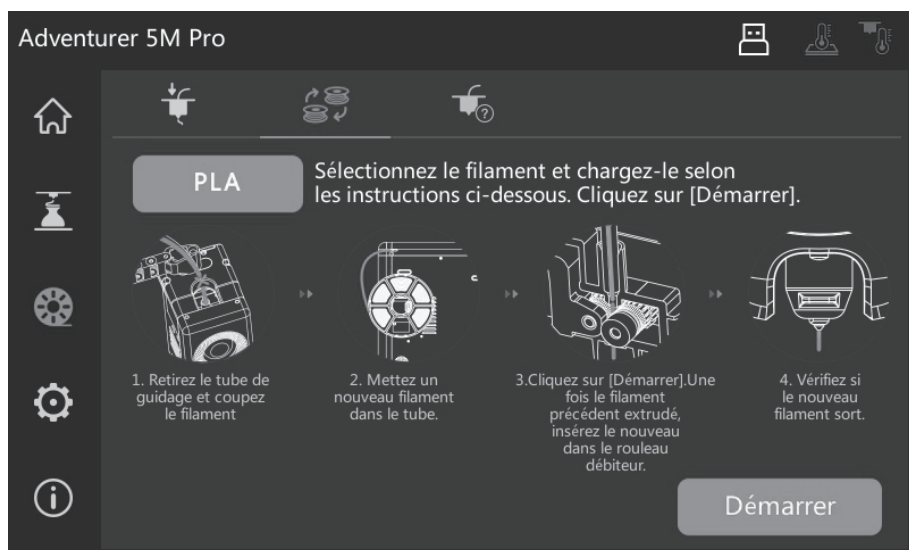 Adventurer 5M Pro
PLA
Sélectionnez le filament et chargez-le selon
les instructions ci-dessous. Cliquez sur [Démarrer].
1. Retirez le tube de
guidage et coupez
le filament
2. Mettez un
nouveau filament
dans le tube.
3.Cliquez sur [Démarrer].Une
fois le filament
précédent extrudé,
insérez le nouveau
dans le rouleau
débiteur.
4. Vérifiez si
le nouveau
filament sort.
Démarrer